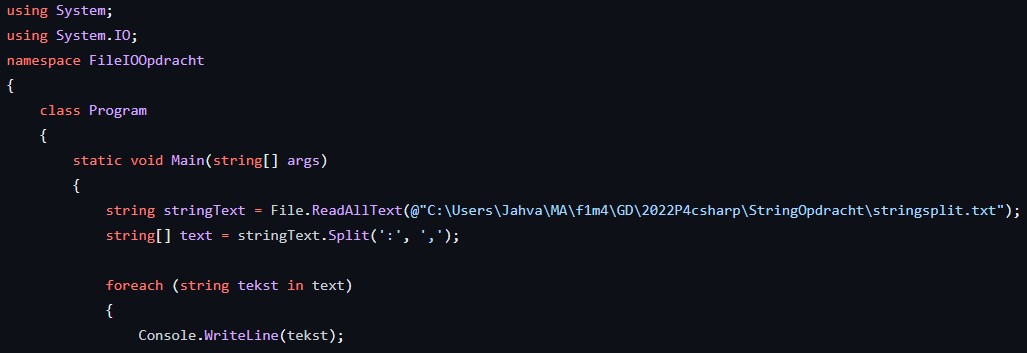 using System;
using System.IO;
namespace FileIOOpdracht
{
    class Program
    {
        static void Main(string[] args)
        {
            string stringText = File.ReadAllText(@"C:\Users\Jahva\MA\f1m4\GD\2022P4csharp\StringOpdracht\stringsplit.txt");
            string[] text = stringText.Split(':', ',');

            foreach (string tekst in text)
            {
                Console.WriteLine(tekst);